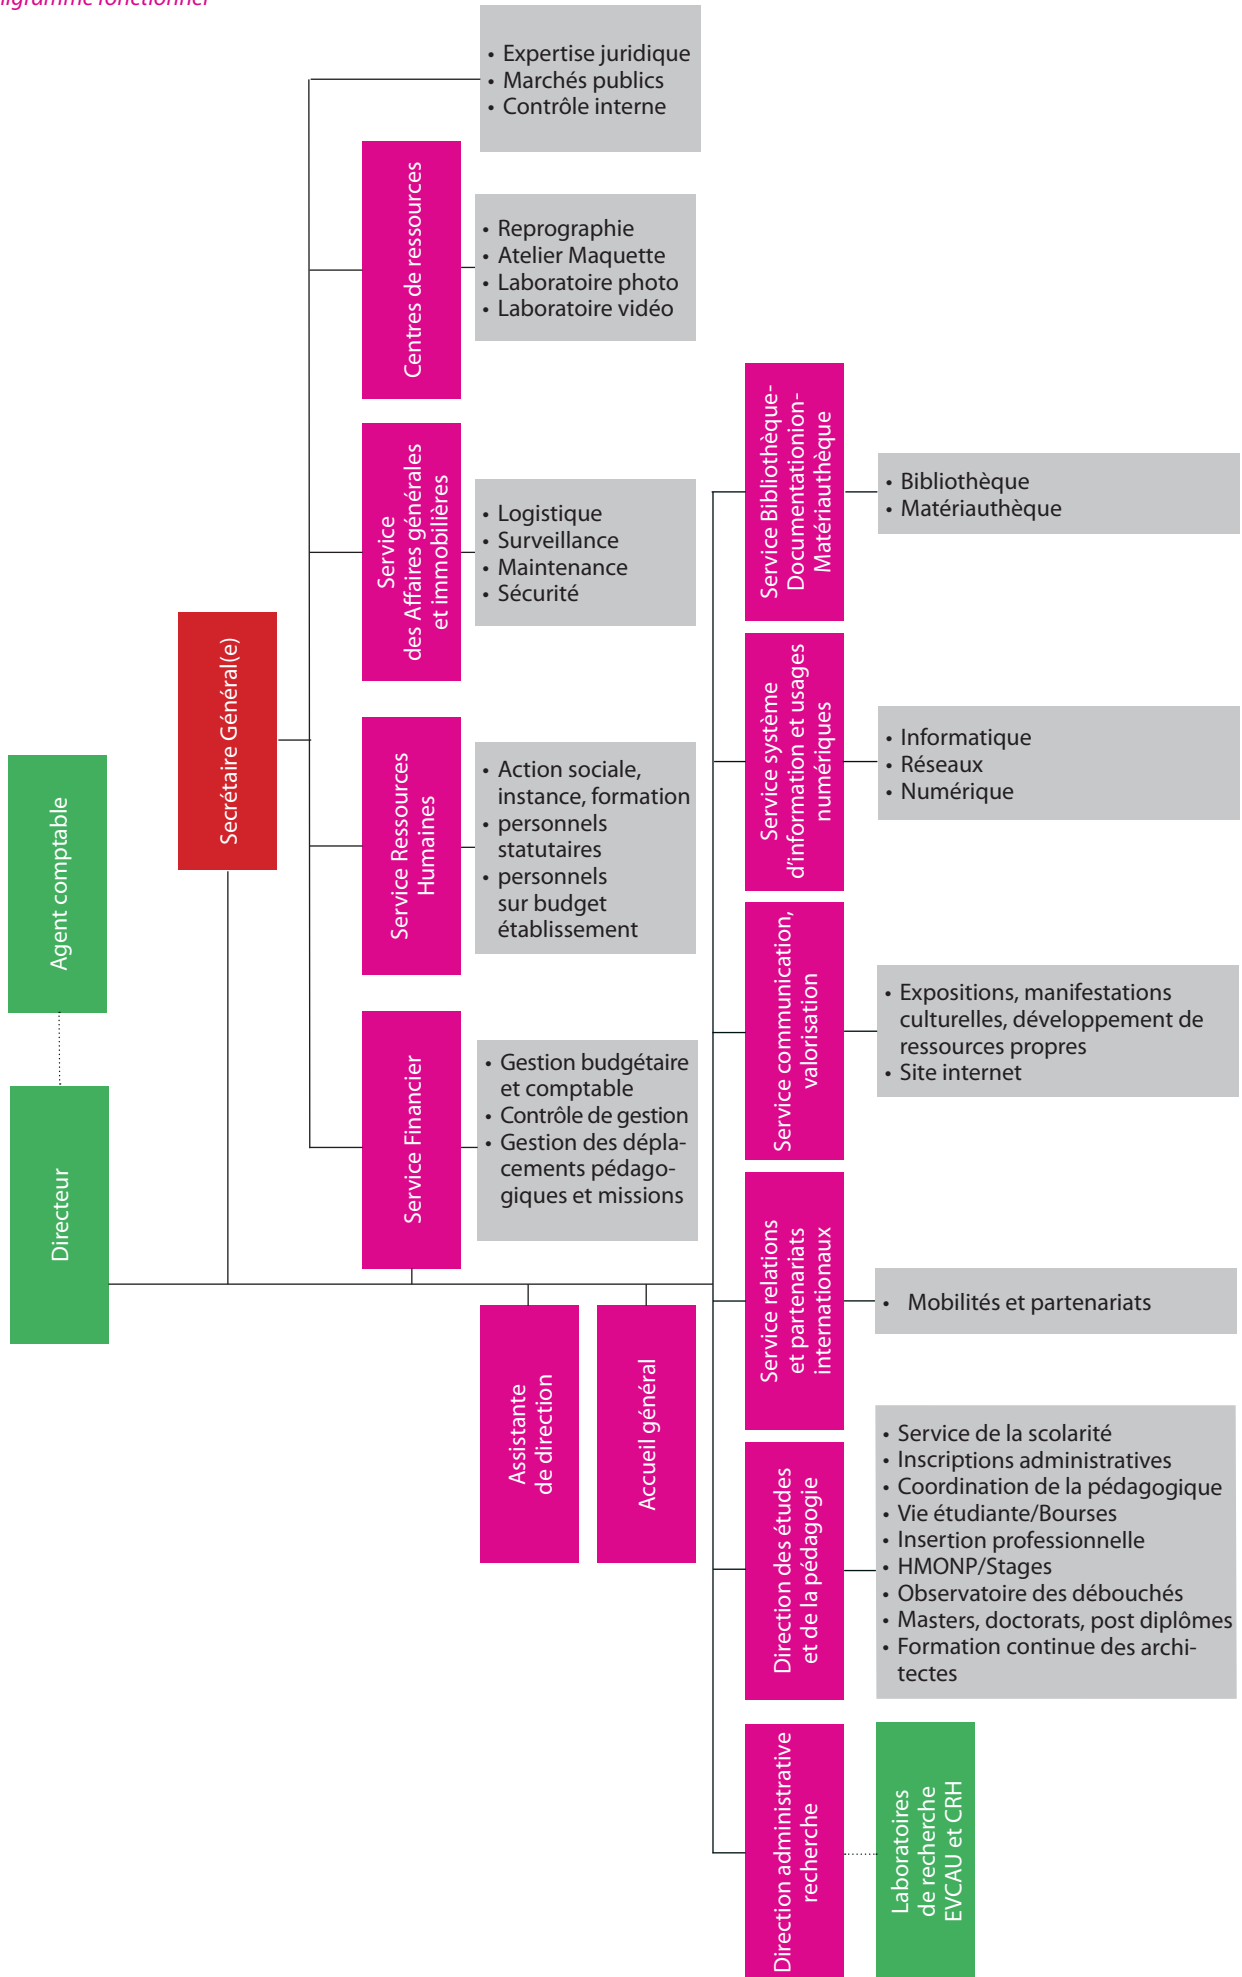 fonctionnel
Directeur
Agent comptable
Secrétaire Général(e)
• Expertise juridique
• Marchés publics
• Contrôle interne
Centres de ressources
• Reprographie
• Atelier Maquette
• Laboratoire photo
• Laboratoire vidéo
Service
des Affaires générales
et immobilières
• Logistique
• Surveillance
• Maintenance
• Sécurité
Service Ressources
Humaines
• Action sociale,
instance, formation
• personnels
statutaires
• personnels
sur budget
établissement
Service Financier
• Gestion budgétaire
et comptable
• Contrôle de gestion
• Gestion des dépla-
cements pédago-
giques et missions
Assistante
de direction
Accueil général
Service Bibliothèque-
Documentationion-
Matériauthèque
• Bibliothèque
• Matériauthèque
Service système
d'information et usages
numériques
• Informatique
• Réseaux
• Numérique
Service communication,
valorisation
• Expositions, manifestations
culturelles, développement de
ressources propres
• Site internet
Service relations
et partenariats
internationaux
• Mobilités et partenariats
Direction des études
et de la pédagogie
• Service de la scolarité
• Inscriptions administratives
• Coordination de la pédagogique
• Vie étudiante/Bourses
• Insertion professionnelle
• HMONP/Stages
• Observatoire des débouchés
• Masters, doctorats, post diplômes
• Formation continue des archi-
tectes
Direction administrative
recherche
Laboratoires
de recherche
EVCAU et CRH